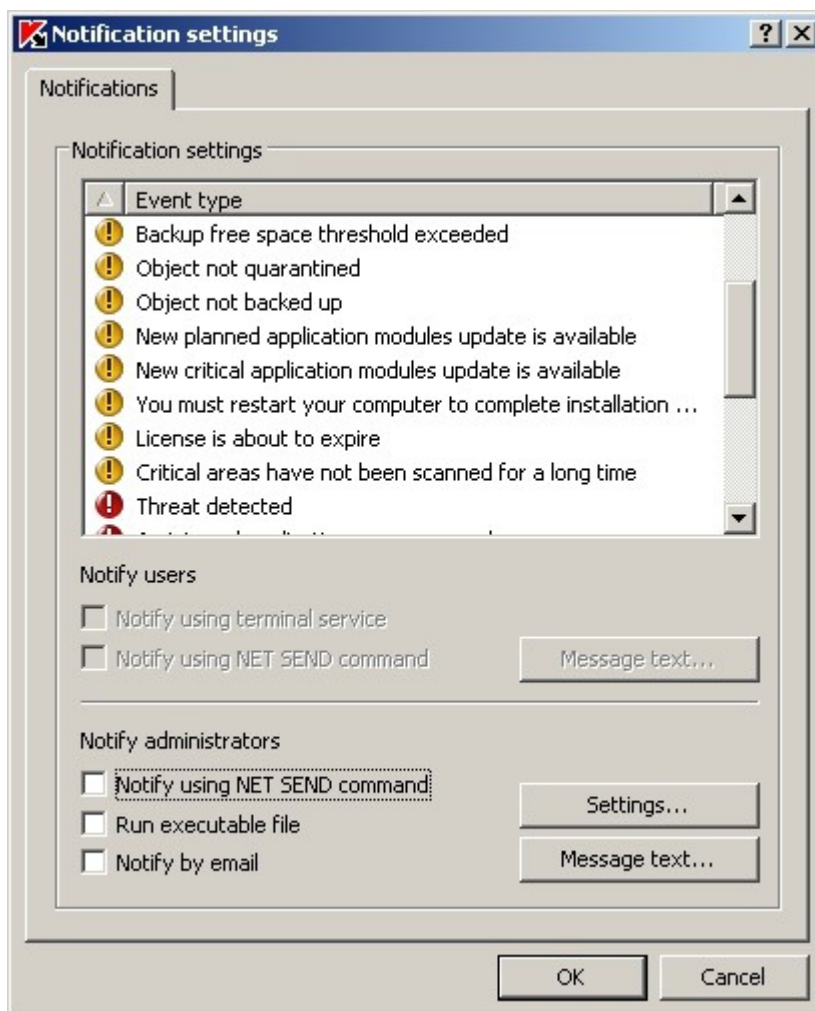 Notification settings
Notifications
Notification settings
Event type
Backup free space threshold exceeded
Object not quarantined
Object not backed up
New planned application modules update is available
New critical application modules update is available
You must restart your computer to complete installation ...
License is about to expire
Critical areas have not been scanned for a long time
Threat detected
Notify users
Notify using terminal service
Notify using NET SEND command
Message text...
Notify administrators
Notify using NET SEND command
Settings...
Run executable file
Notify by email
Message text...
OK
Cancel